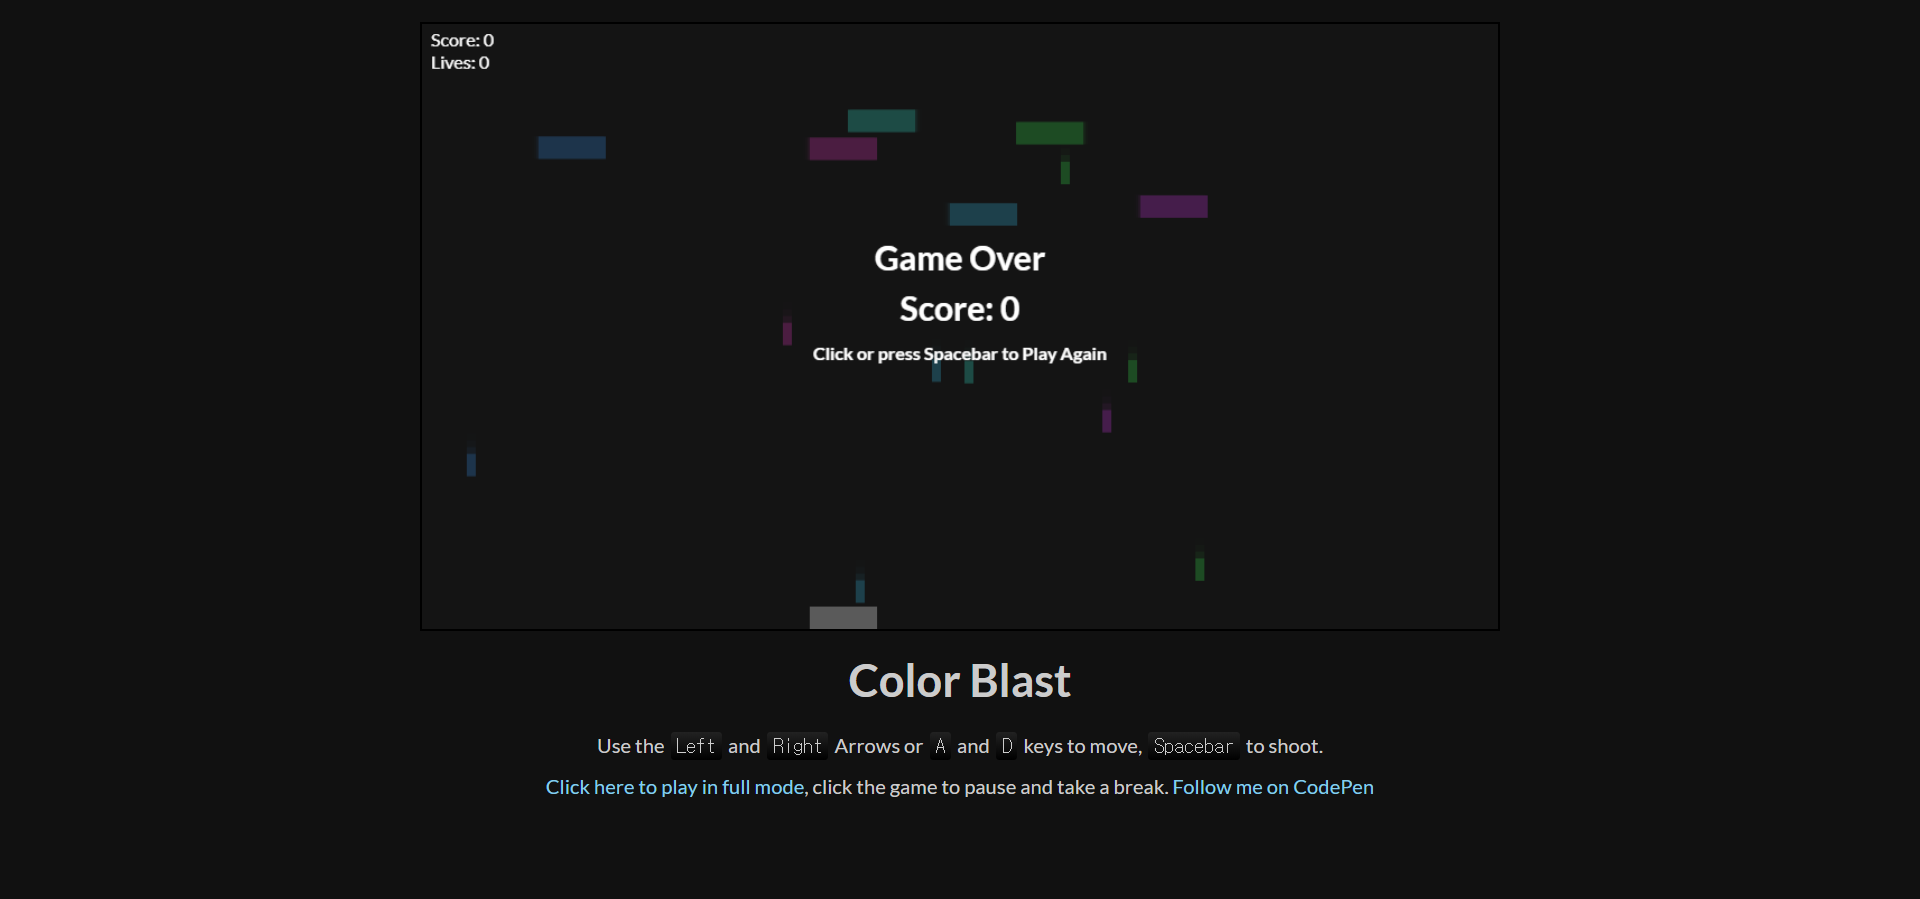 Score: 0
Lives: 0
Game Over
Score: 0
Click or press Spacebar to Play Again
Color Blast
Use the Left and Right Arrows or A and D keys to move, Spacebar to shoot.
Click here to play in full mode, click the game to pause and take a break. Follow me on CodePen